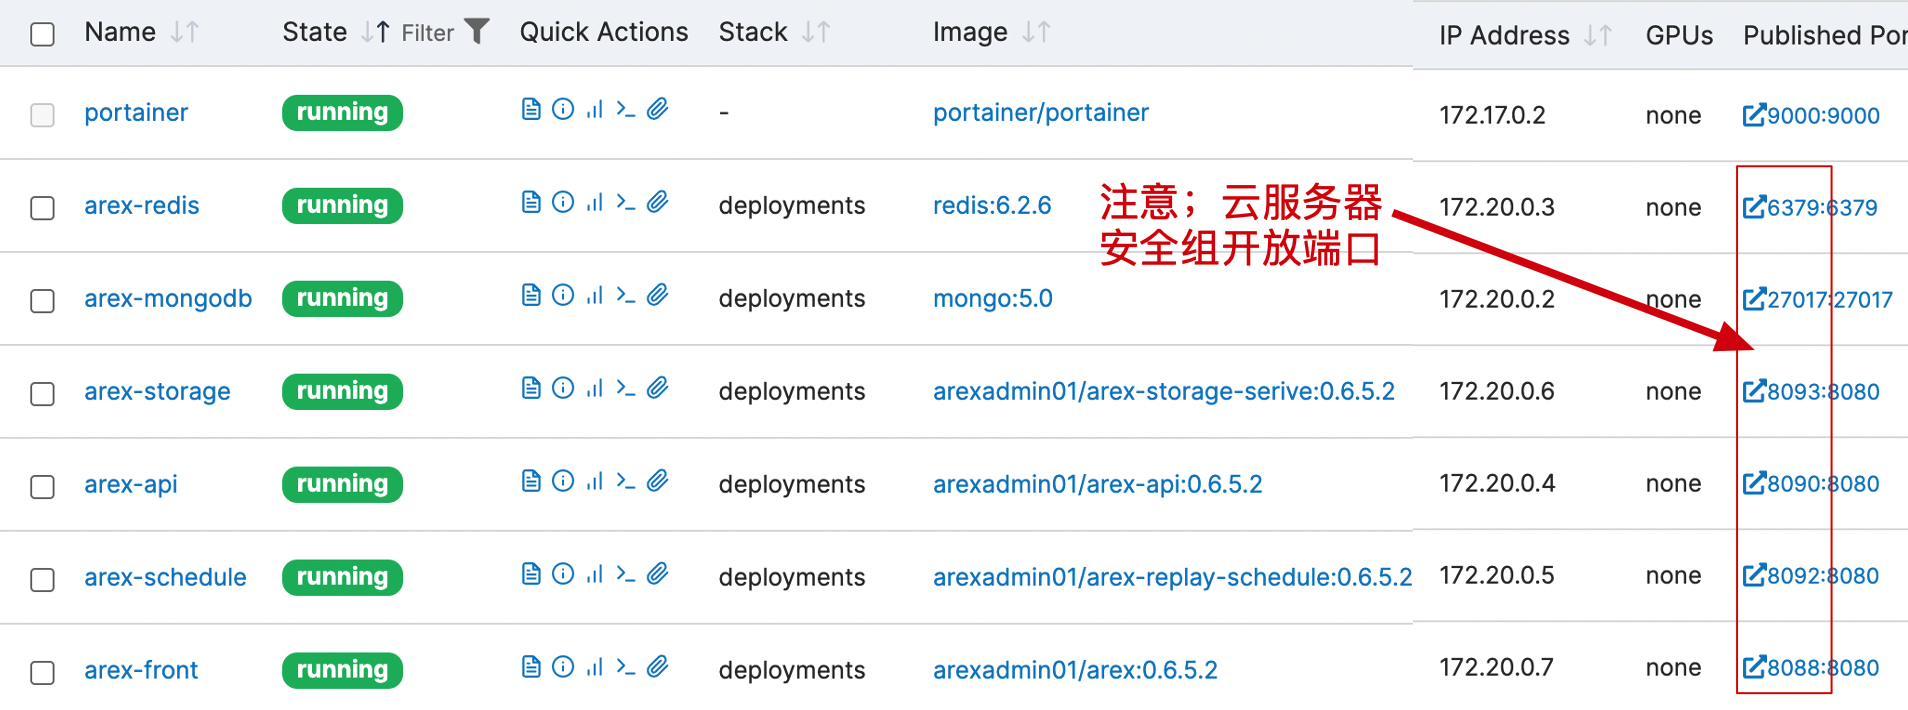 Name State Filter Quick Actions Stack Image IP Address GPUs Published Por
portainer running - portainer/portainer 172.17.0.2 none 9000:9000
arex-redis running deployments redis:6.2.6 172.20.0.3 none 6379:6379
注意；云服务器
安全组开放端口
arex-mongodb running deployments mongo:5.0 172.20.0.2 none 27017:27017
arex-storage running deployments arexadmin01/arex-storage-serive:0.6.5.2 172.20.0.6 none 8093:8080
arex-api running deployments arexadmin01/arex-api:0.6.5.2 172.20.0.4 none 8090:8080
arex-schedule running deployments arexadmin01/arex-replay-schedule:0.6.5.2 172.20.0.5 none 8092:8080
arex-front running deployments arexadmin01/arex:0.6.5.2 172.20.0.7 none 8088:8080